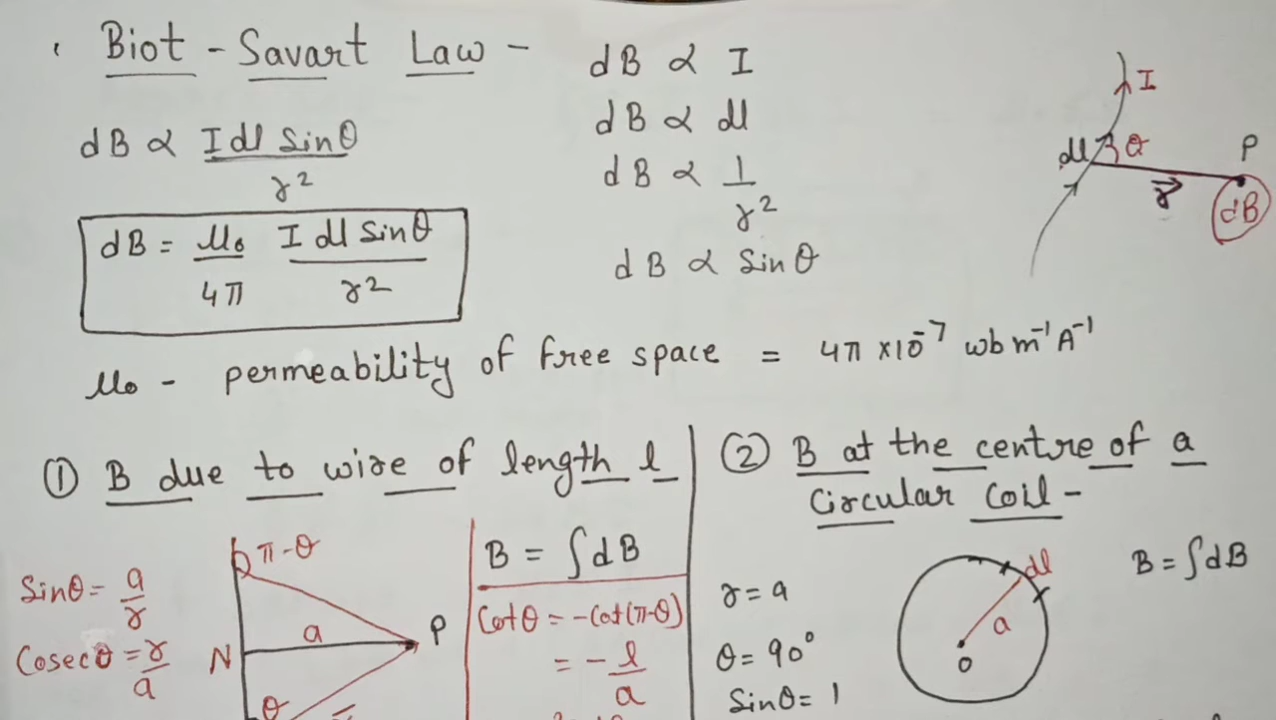 Biot - Savart Law -
dB ∝ I dl Sinθ / r²
dB = μ₀/4π I dl Sinθ / r²
dB ∝ I
dB ∝ dl
dB ∝ 1/r²
dB ∝ Sinθ
I
dl θ P
r⃗ dB
μ₀ - permeability of free space = 4π × 10⁻⁷ wb m⁻¹ A⁻¹
① B due to wire of length l
Sinθ = a/r
Cosecθ = r/a
π-θ
N a P
θ
B = ∫dB
Cotθ = -Cot(π-θ)
= - l/a
② B at the centre of a
Circular Coil -
r = a
θ = 90°
Sinθ = 1
dl
a
O
B = ∫dB